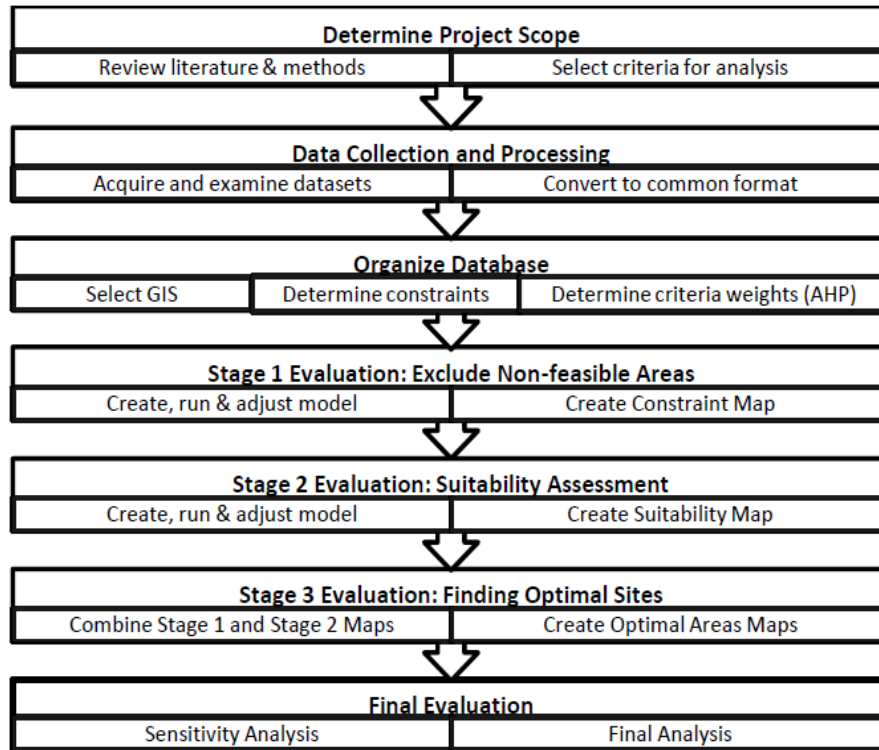 Determine Project Scope
Review literature & methods
Select criteria for analysis
Data Collection and Processing
Acquire and examine datasets
Convert to common format
Organize Database
Select GIS
Determine constraints
Determine criteria weights (AHP)
Stage 1 Evaluation: Exclude Non-feasible Areas
Create, run & adjust model
Create Constraint Map
Stage 2 Evaluation: Suitability Assessment
Create, run & adjust model
Create Suitability Map
Stage 3 Evaluation: Finding Optimal Sites
Combine Stage 1 and Stage 2 Maps
Create Optimal Areas Maps
Final Evaluation
Sensitivity Analysis
Final Analysis